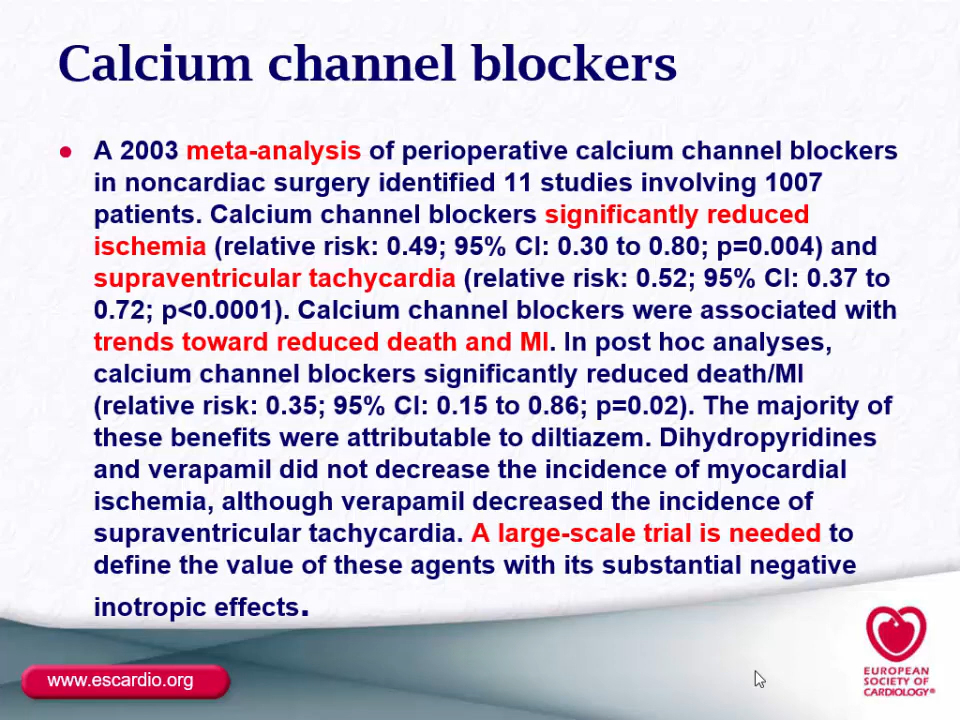 Calcium channel blockers
● A 2003 meta-analysis of perioperative calcium channel blockers
in noncardiac surgery identified 11 studies involving 1007
patients. Calcium channel blockers significantly reduced
ischemia (relative risk: 0.49; 95% CI: 0.30 to 0.80; p=0.004) and
supraventricular tachycardia (relative risk: 0.52; 95% CI: 0.37 to
0.72; p<0.0001). Calcium channel blockers were associated with
trends toward reduced death and MI. In post hoc analyses,
calcium channel blockers significantly reduced death/MI
(relative risk: 0.35; 95% CI: 0.15 to 0.86; p=0.02). The majority of
these benefits were attributable to diltiazem. Dihydropyridines
and verapamil did not decrease the incidence of myocardial
ischemia, although verapamil decreased the incidence of
supraventricular tachycardia. A large-scale trial is needed to
define the value of these agents with its substantial negative
inotropic effects.
www.escardio.org
EUROPEAN
SOCIETY OF
CARDIOLOGY®